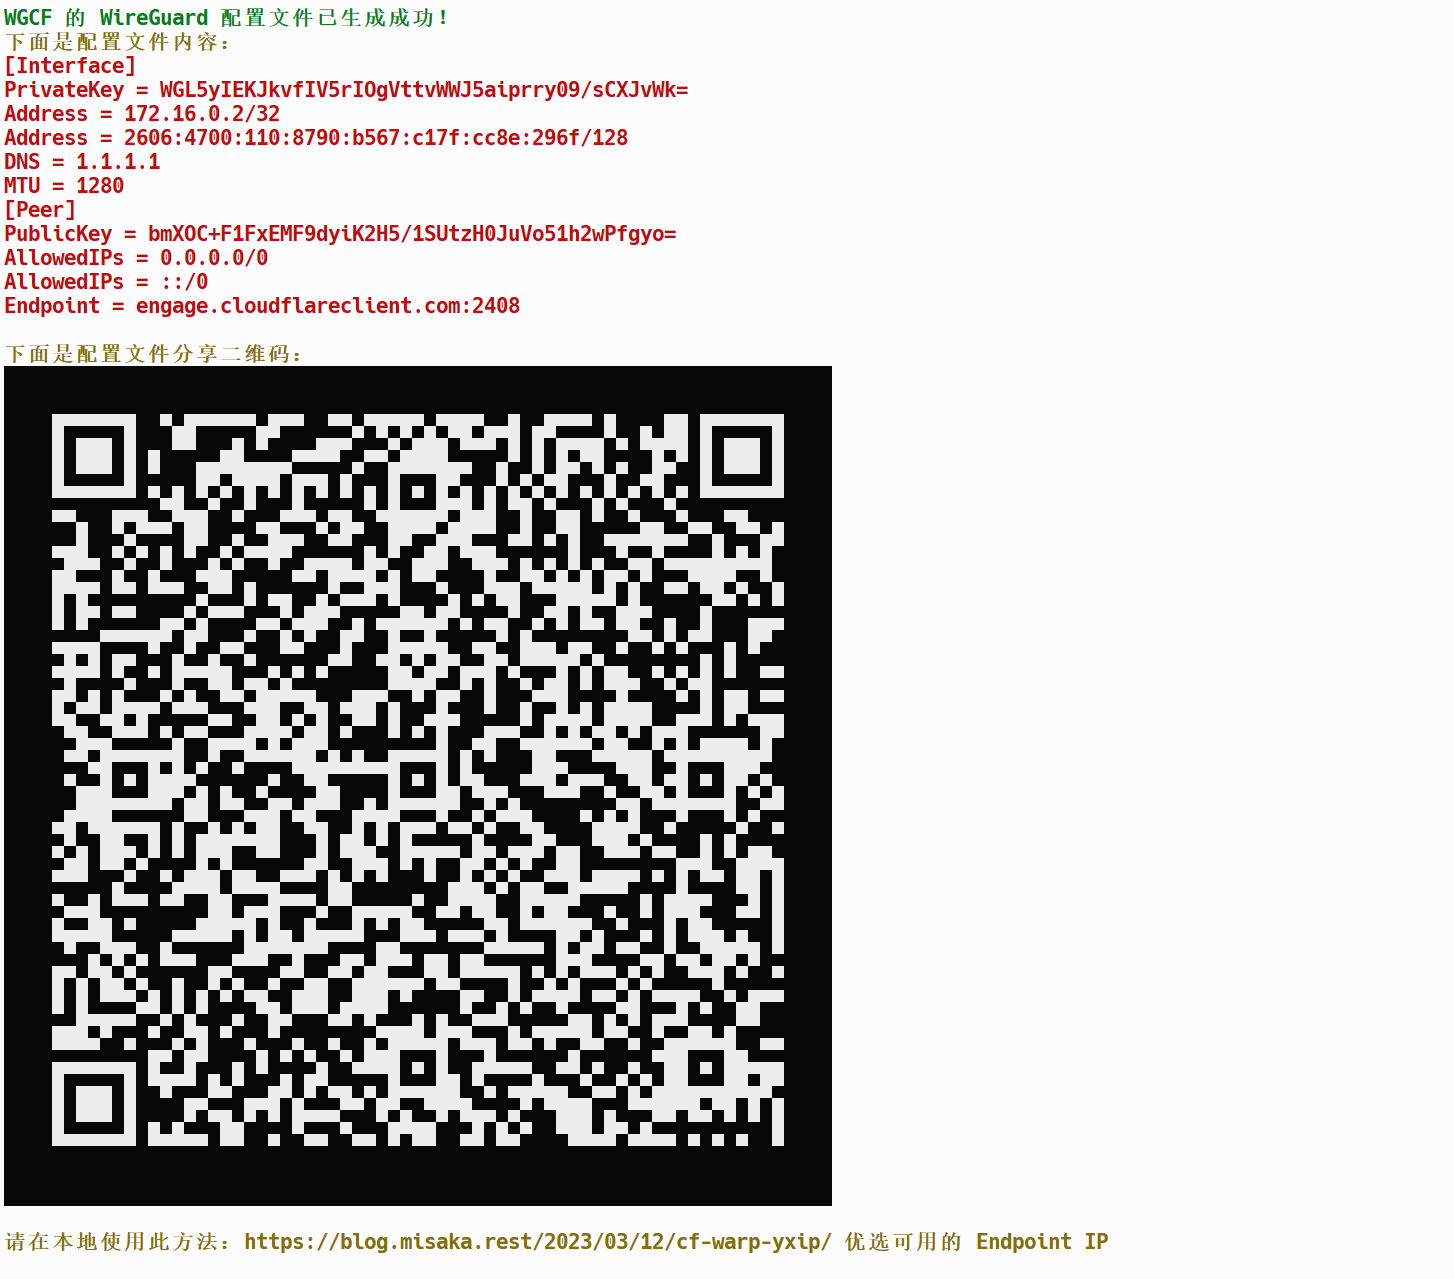 WGCF 的 WireGuard 配置文件已生成成功！
下面是配置文件内容：
[Interface]
PrivateKey = WGL5yIEKJkvfIV5rIOgVttvWWJ5aiprry09/sCXJvWk=
Address = 172.16.0.2/32
Address = 2606:4700:110:8790:b567:c17f:cc8e:296f/128
DNS = 1.1.1.1
MTU = 1280
[Peer]
PublicKey = bmXOC+F1FxEMF9dyiK2H5/1SUtzH0JuVo51h2wPfgyo=
AllowedIPs = 0.0.0.0/0
AllowedIPs = ::/0
Endpoint = engage.cloudflareclient.com:2408
下面是配置文件分享二维码：
请在本地使用此方法：https://blog.misaka.rest/2023/03/12/cf-warp-yxip/ 优选可用的 Endpoint IP